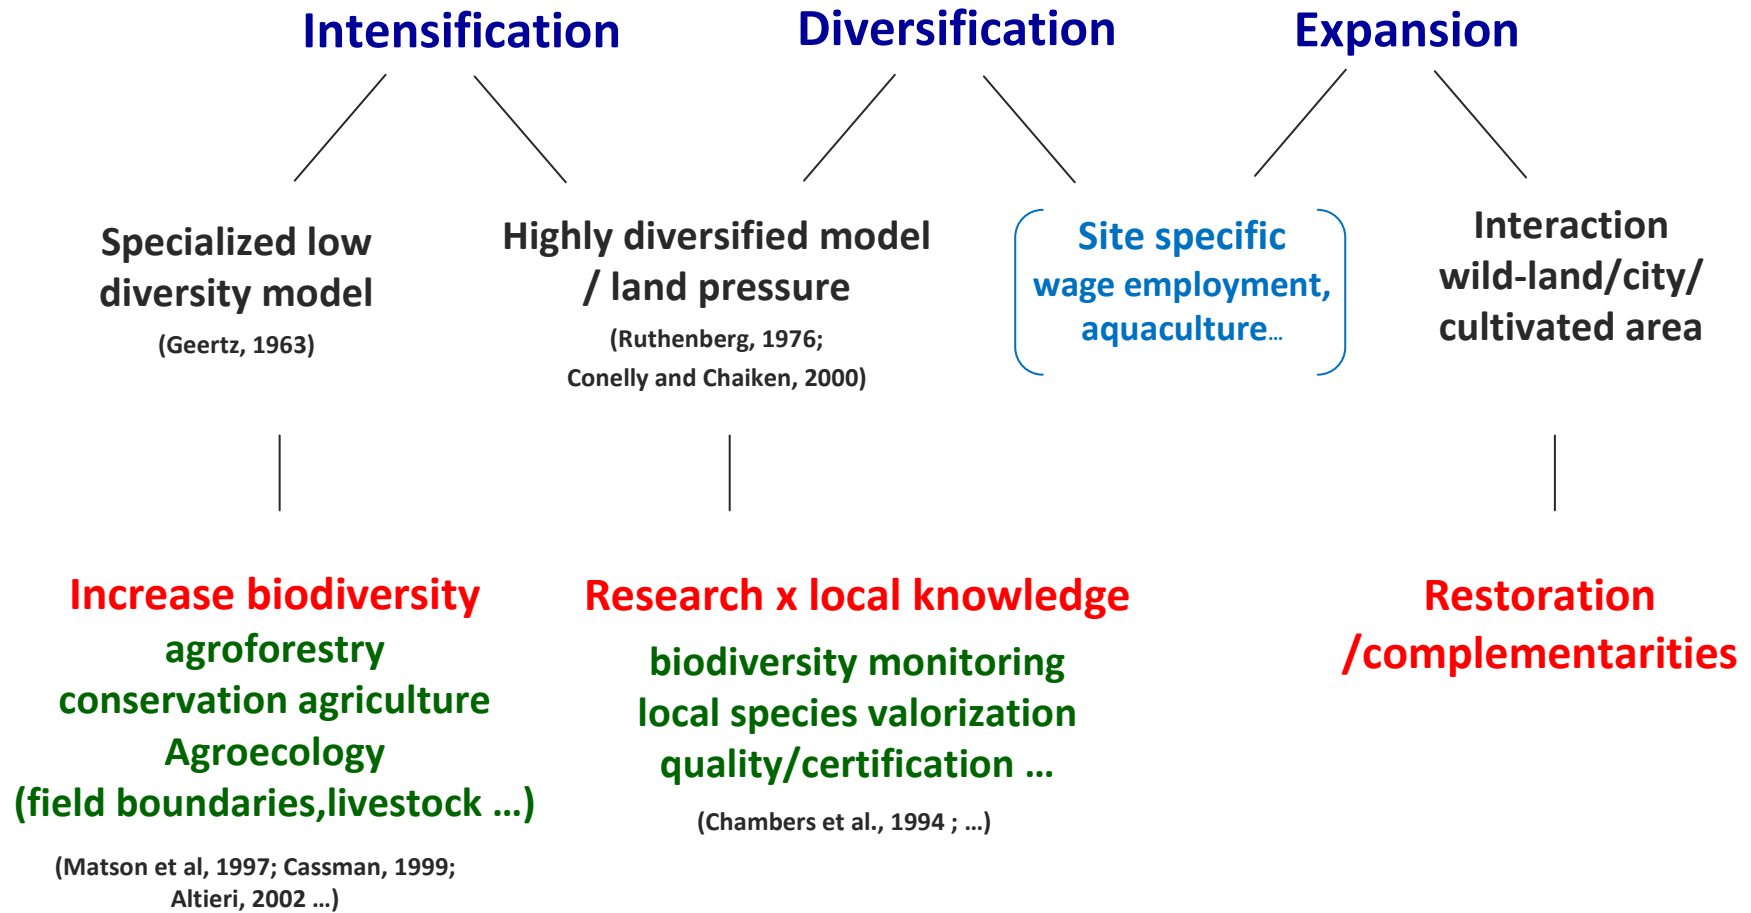 Intensification
Diversification
Expansion
Specialized low
diversity model
(Geertz, 1963)
Highly diversified model
/ land pressure
(Ruthenberg, 1976;
Conelly and Chaiken, 2000)
Site specific
wage employment,
aquaculture...
Interaction
wild-land/city/
cultivated area
Increase biodiversity
agroforestry
conservation agriculture
Agroecology
(field boundaries,livestock ...)
(Matson et al, 1997; Cassman, 1999;
Altieri, 2002 ...)
Research x local knowledge
biodiversity monitoring
local species valorization
quality/certification ...
(Chambers et al., 1994 ; ...)
Restoration
/complementarities